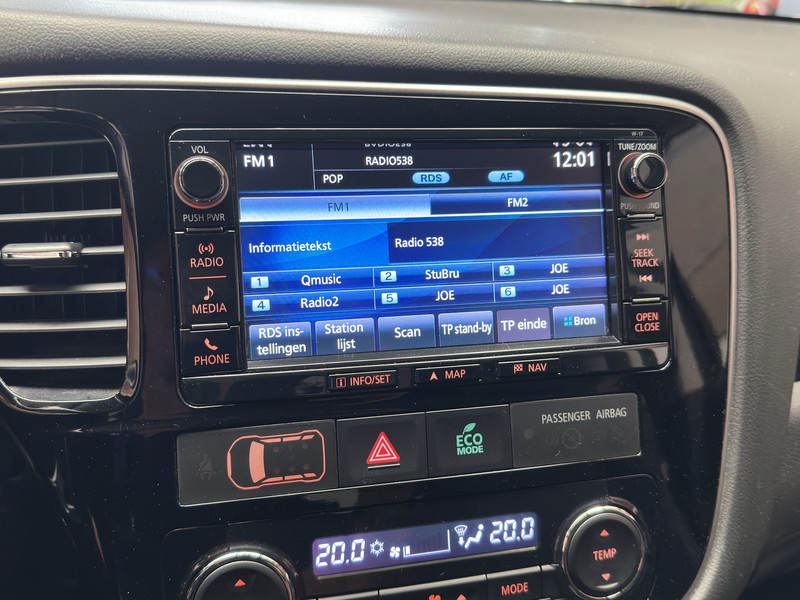 W-17
VOL
PUSH PWR
RADIO
MEDIA
PHONE
FM1
RADIO538
12:01
POP
RDS
AF
FM1
FM2
Informatietekst
Radio 538
1 Qmusic
2 StuBru
3 JOE
4 Radio2
5 JOE
6 JOE
RDS ins-
tellingen
Station
lijst
Scan
TP stand-by
TP einde
Bron
TUNE/ZOOM
PUSH SOUND
SEEK
TRACK
OPEN
CLOSE
INFO/SET
MAP
NAV
ECO
MODE
PASSENGER AIRBAG
20.0
20.0
TEMP
MODE